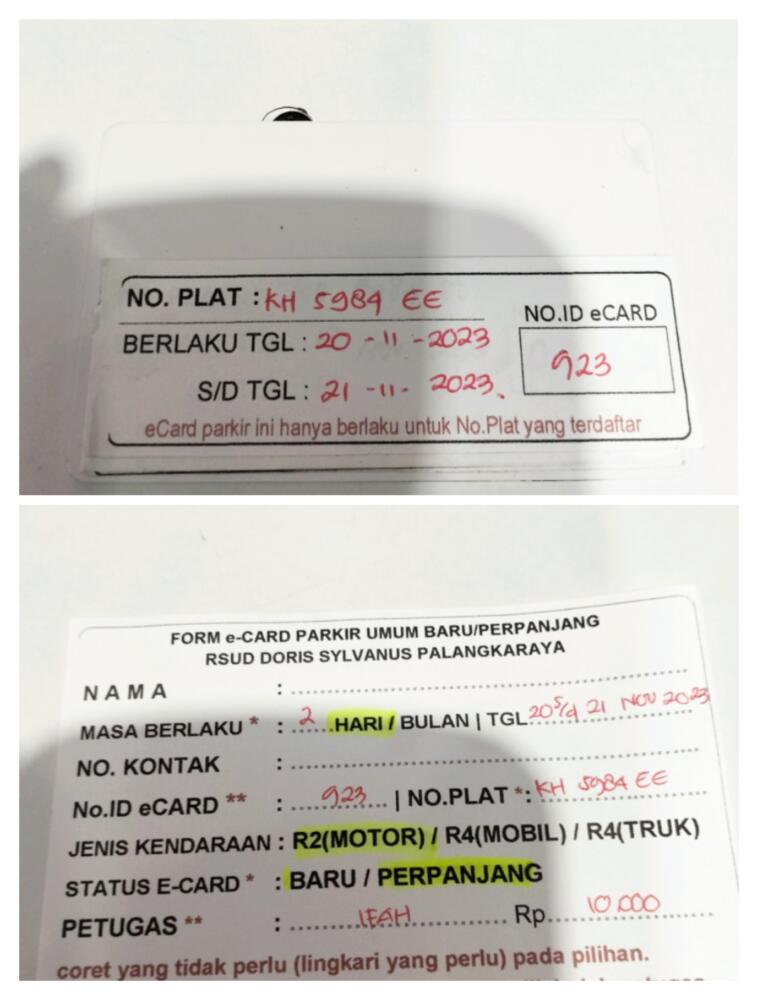 NO. PLAT : KH 5984 EE
BERLAKU TGL : 20 - 11 - 2023
S/D TGL : 21 - 11 - 2023.
NO.ID eCARD
923
eCard parkir ini hanya berlaku untuk No.Plat yang terdaftar
FORM e-CARD PARKIR UMUM BARU/PERPANJANG
RSUD DORIS SYLVANUS PALANGKARAYA
NAMA :
MASA BERLAKU * : 2 HARI / BULAN | TGL 20 s/d 21 NOV 2023
NO. KONTAK :
No.ID eCARD ** : 923 | NO.PLAT *: KH 5984 EE
JENIS KENDARAAN : R2(MOTOR) / R4(MOBIL) / R4(TRUK)
STATUS E-CARD * : BARU / PERPANJANG
PETUGAS ** : IFAH Rp. 10.000
coret yang tidak perlu (lingkari yang perlu) pada pilihan.